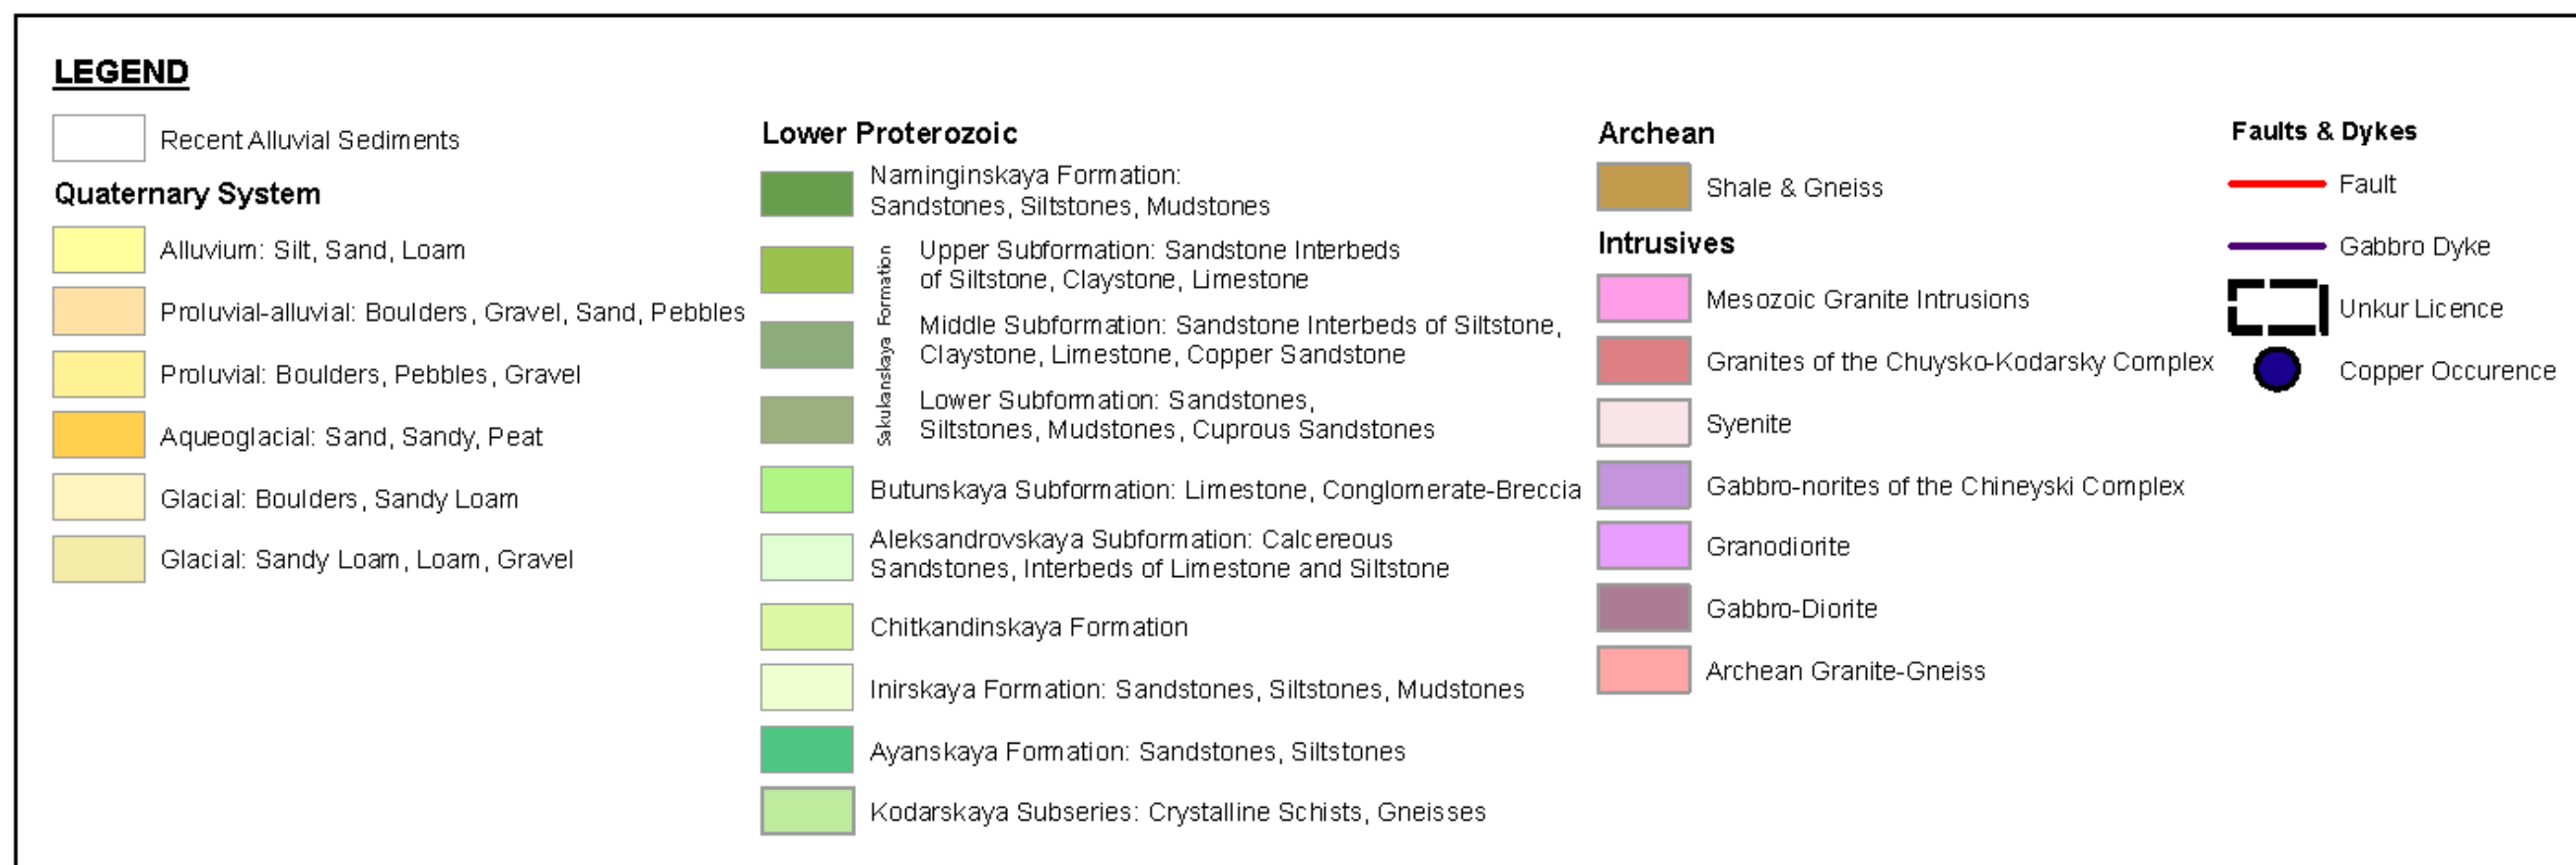 LEGEND
Recent Alluvial Sediments
Quaternary System
Alluvium: Silt, Sand, Loam
Proluvial-alluvial: Boulders, Gravel, Sand, Pebbles
Proluvial: Boulders, Pebbles, Gravel
Aqueoglacial: Sand, Sandy, Peat
Glacial: Boulders, Sandy Loam
Glacial: Sandy Loam, Loam, Gravel
Lower Proterozoic
Naminginskaya Formation:
Sandstones, Siltstones, Mudstones
Sakukanskaya Formation
Upper Subformation: Sandstone Interbeds
of Siltstone, Claystone, Limestone
Middle Subformation: Sandstone Interbeds of Siltstone,
Claystone, Limestone, Copper Sandstone
Lower Subformation: Sandstones,
Siltstones, Mudstones, Cuprous Sandstones
Butunskaya Subformation: Limestone, Conglomerate-Breccia
Aleksandrovskaya Subformation: Calcereous
Sandstones, Interbeds of Limestone and Siltstone
Chitkandinskaya Formation
Inirskaya Formation: Sandstones, Siltstones, Mudstones
Ayanskaya Formation: Sandstones, Siltstones
Kodarskaya Subseries: Crystalline Schists, Gneisses
Archean
Shale & Gneiss
Intrusives
Mesozoic Granite Intrusions
Granites of the Chuysko-Kodarsky Complex
Syenite
Gabbro-norites of the Chineyski Complex
Granodiorite
Gabbro-Diorite
Archean Granite-Gneiss
Faults & Dykes
Fault
Gabbro Dyke
Unkur Licence
Copper Occurence